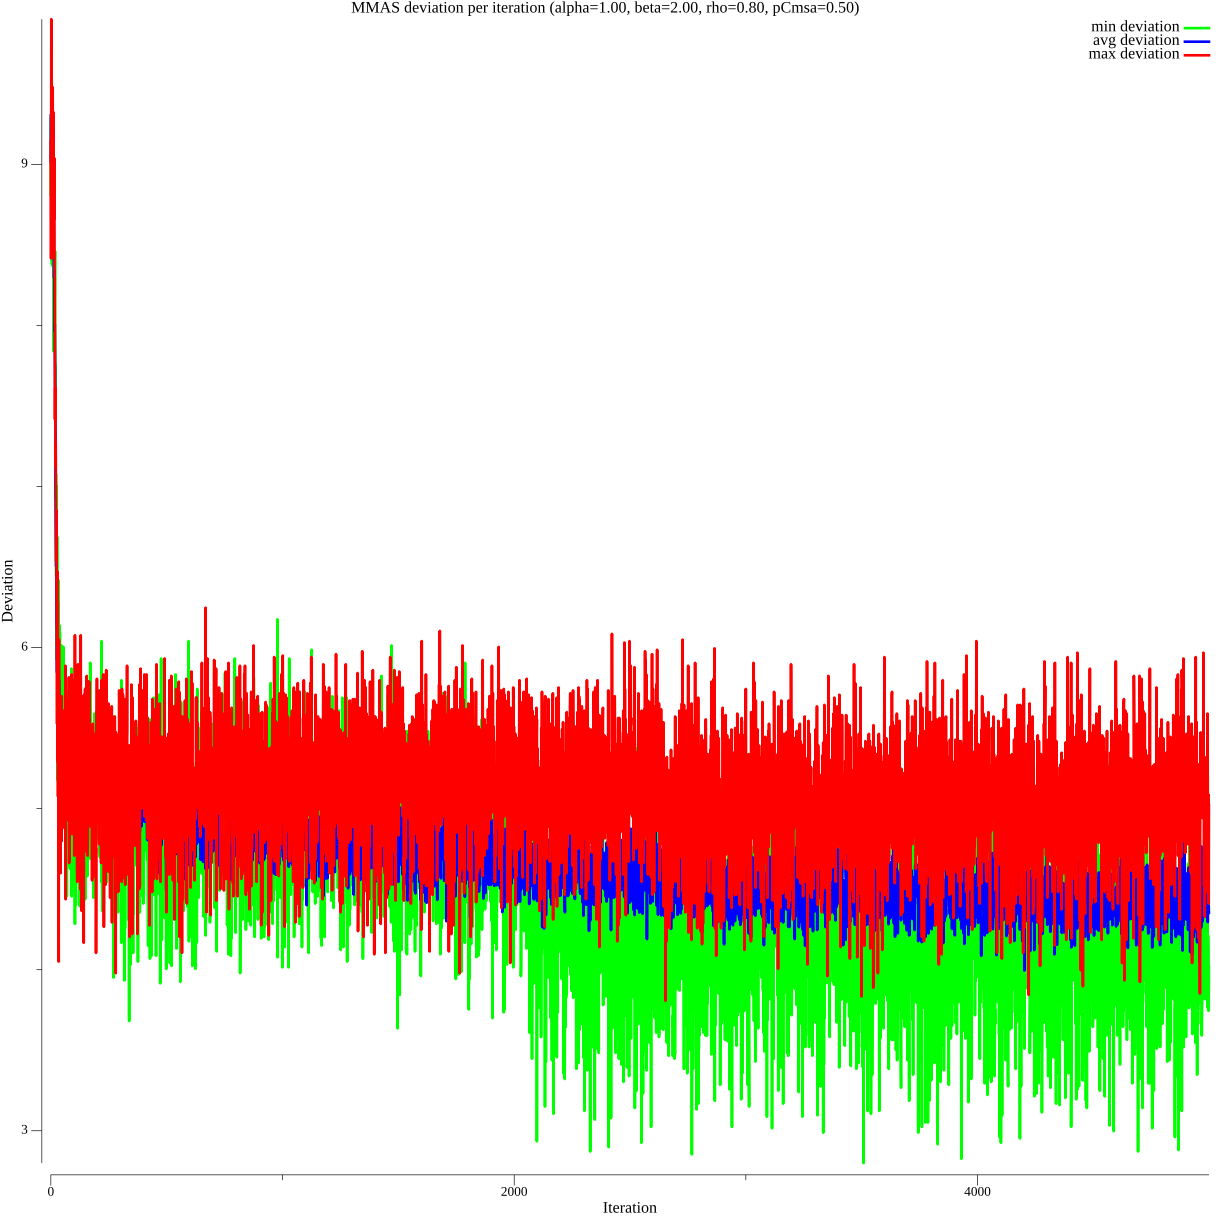 MMAS deviation per iteration (alpha=1.00, beta=2.00, rho=0.80, pCmsa=0.50)
min deviation
avg deviation
max deviation
9
6
3
Deviation
0
2000
4000
Iteration